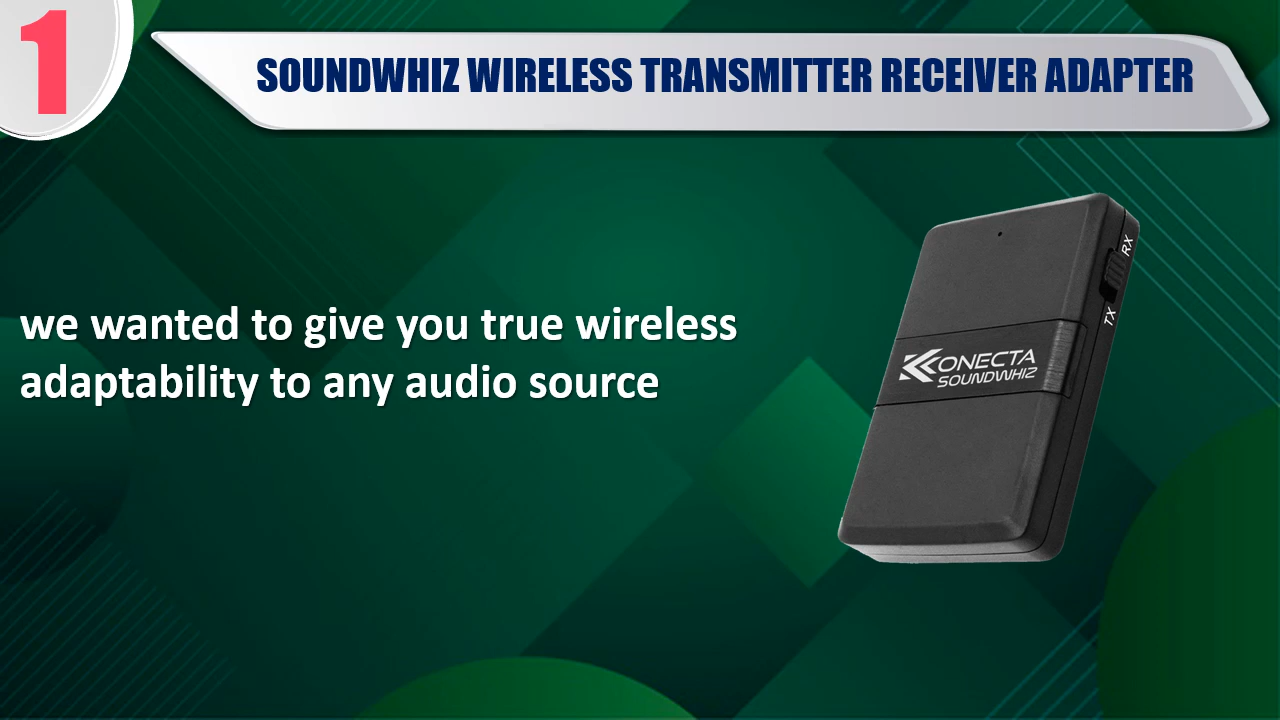 1
SOUNDWHIZ WIRELESS TRANSMITTER RECEIVER ADAPTER
we wanted to give you true wireless
adaptability to any audio source
RX
TX
KONECTA
SOUNDWHIZ